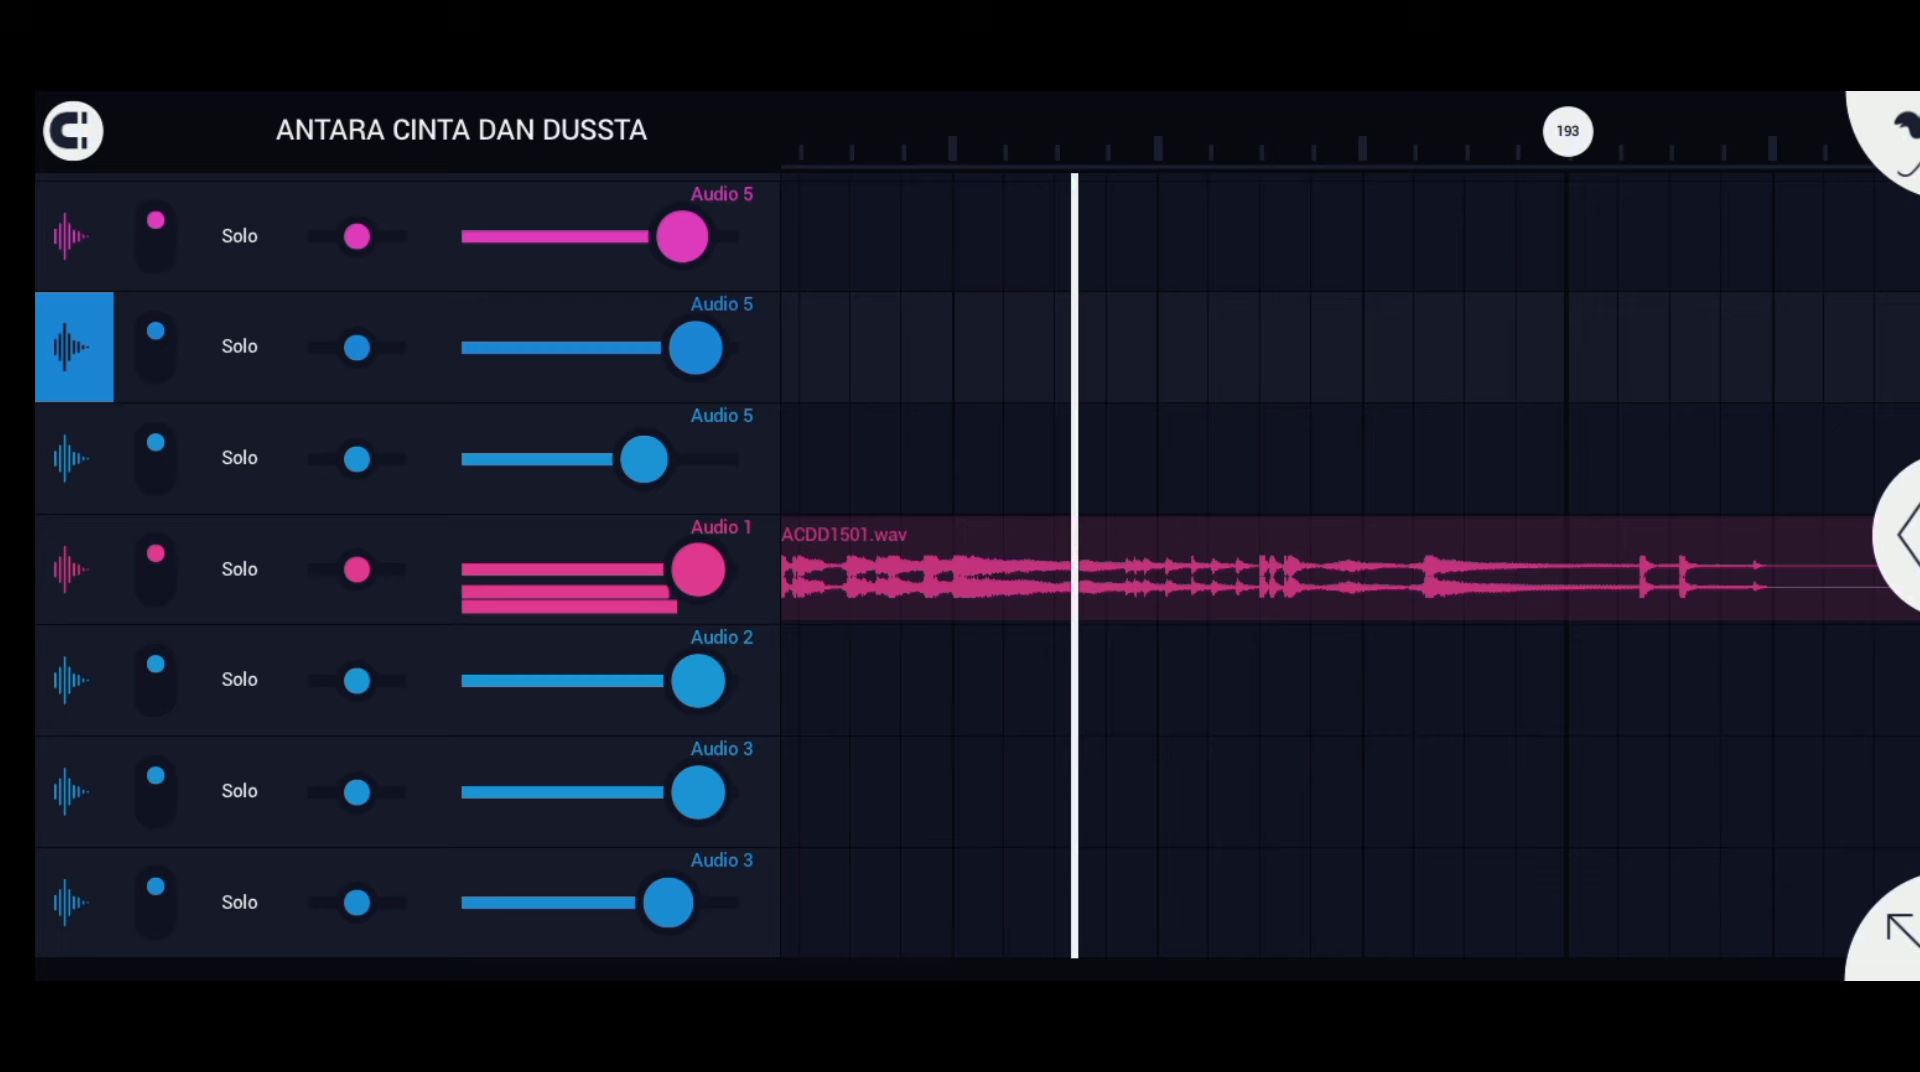 ANTARA CINTA DAN DUSSTA
193
Audio 5
Solo
Audio 5
Solo
Audio 5
Solo
Audio 1
Solo
ACDD1501.wav
Audio 2
Solo
Audio 3
Solo
Audio 3
Solo